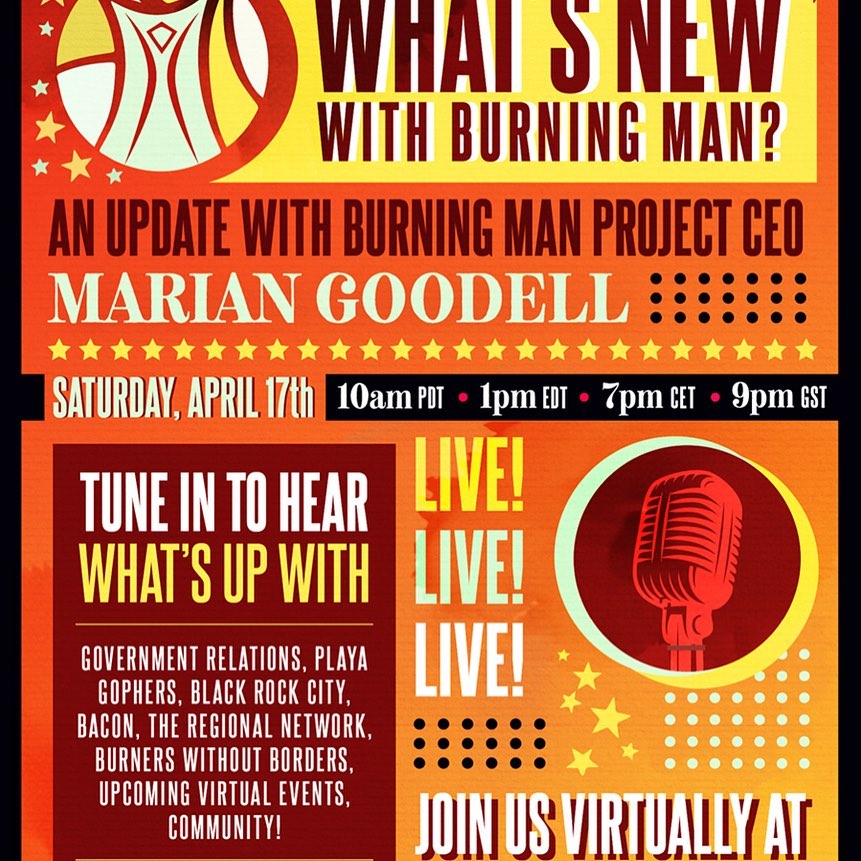 WHAT'S NEW
WITH BURNING MAN?
AN UPDATE WITH BURNING MAN PROJECT CEO
MARIAN GOODELL
SATURDAY, APRIL 17th 10am PDT • 1pm EDT • 7pm CET • 9pm GST
TUNE IN TO HEAR
WHAT'S UP WITH
GOVERNMENT RELATIONS, PLAYA
GOPHERS, BLACK ROCK CITY,
BACON, THE REGIONAL NETWORK,
BURNERS WITHOUT BORDERS,
UPCOMING VIRTUAL EVENTS,
COMMUNITY!
LIVE!
LIVE!
LIVE!
JOIN US VIRTUALLY AT